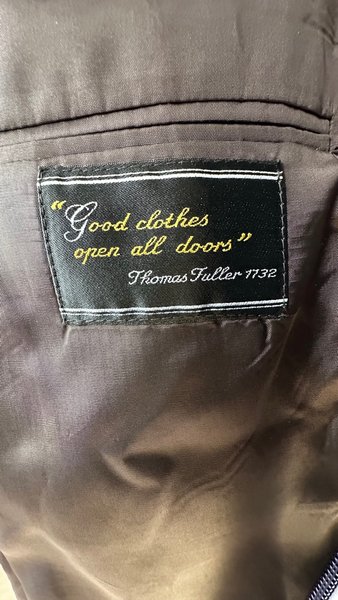 "Good clothes
open all doors"
Thomas Fuller 1732